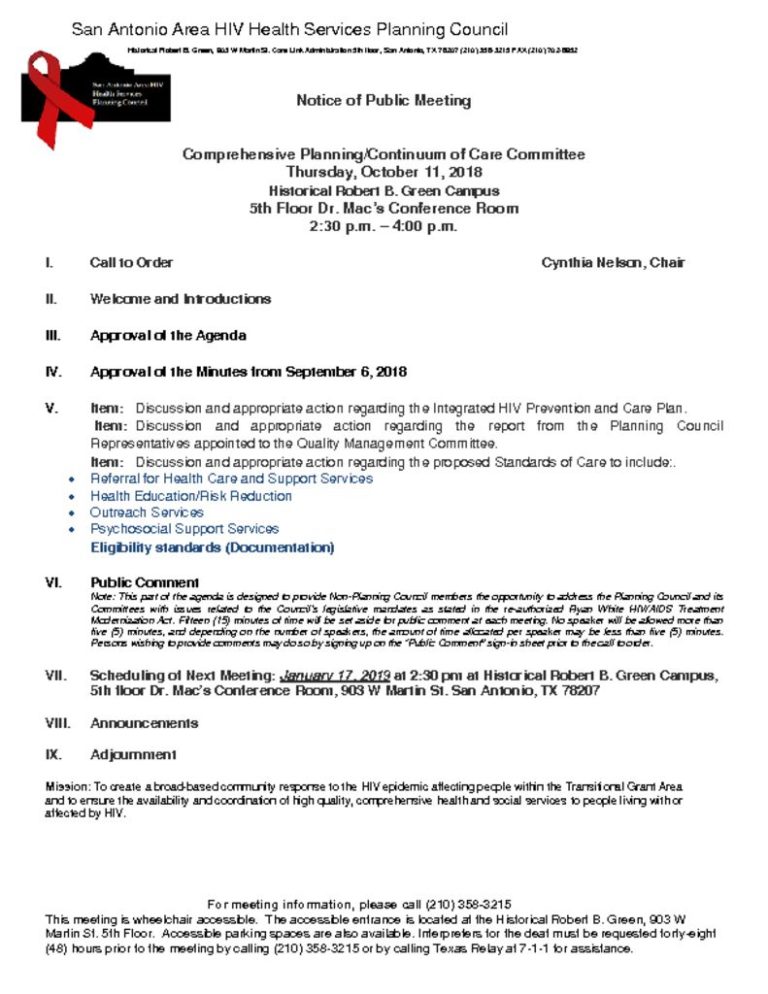 San Antonio Area HIV Health Services Planning Council
Historical Robert B. Green, 903 W Martin St. Care Link Administration 5th floor, San Antonio, TX 78207 (210) 358-3215 FAX (210)
San Antonio Area HIV
Health Services
Planning Council
Notice of Public Meeting
Comprehensive Planning/Continuum of Care Committee
Thursday, October 11, 2018
Historical Robert B. Green Campus
5th Floor Dr. Mac's Conference Room
2:30 p.m. – 4:00 p.m.
I. Call to Order Cynthia Nelson, Chair
II. Welcome and Introductions
III. Approval of the Agenda
IV. Approval of the Minutes from September 6, 2018
V. Item: Discussion and appropriate action regarding the Integrated HIV Prevention and Care Plan.
Item: Discussion and appropriate action regarding the report from the Planning Council
Representatives appointed to the Quality Management Committee.
Item: Discussion and appropriate action regarding the proposed Standards of Care to include:.
• Referral for Health Care and Support Services
• Health Education/Risk Reduction
• Outreach Services
• Psychosocial Support Services
Eligibility standards (Documentation)
VI. Public Comment
Note: This part of the agenda is designed to provide Non-Planning Council members the opportunity to address the Planning Council and its
Committees with issues related to the Council's legislative mandates as stated in the re-authorized Ryan White HIV/AIDS Treatment
Modernization Act. Fifteen (15) minutes of time will be set aside for public comment at each meeting. No speaker will be allowed more than
five (5) minutes, and depending on the number of speakers, the amount of time allocated per speaker may be less than five (5) minutes.
Persons wishing to provide comments may do so by signing up on the "Public Comment" sign-in sheet prior to the call to order.
VII. Scheduling of Next Meeting: January 17, 2019 at 2:30 pm at Historical Robert B. Green Campus,
5th floor Dr. Mac's Conference Room, 903 W Martin St. San Antonio, TX 78207
VIII. Announcements
IX. Adjournment
Mission: To create a broad-based community response to the HIV epidemic affecting people within the Transitional Grant Area
and to ensure the availability and coordination of high quality, comprehensive health and social services to people living with or
affected by HIV.
For meeting information, please call (210) 358-3215
This meeting is wheelchair accessible. The accessible entrance is located at the Historical Robert B. Green, 903 W
Martin St. 5th Floor. Accessible parking spaces are also available. Interpreters for the deaf must be requested forty-eight
(48) hours prior to the meeting by calling (210) 358-3215 or by calling Texas Relay at 7-1-1 for assistance.